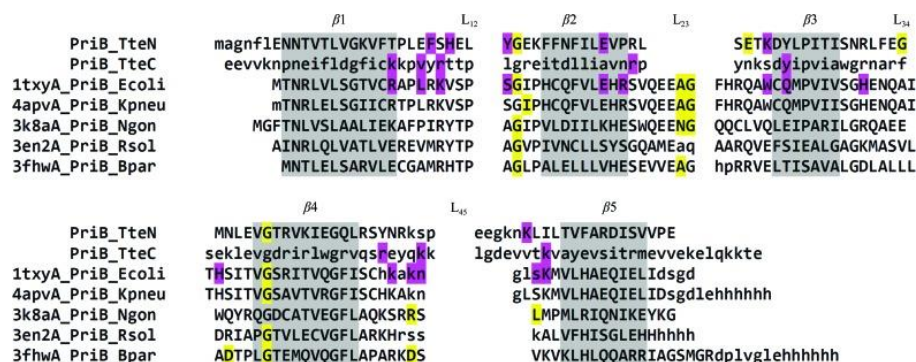 β1 L12 β2 L23 β3 L34
PriB_TteN magnflENNTVTLVGKVFTPLEFSHEL YGEKFFNFILEVPRL SETKDYLPITISNRLFEG
PriB_TteC eevvknpneifldgficckkpvyrttp lgreitdlliavnrp ynksdyipviawgrnarf
1txyA_PriB_Ecoli MTNRLVLSGTVCRAPLRKVSP SGIPHCQFVLEHRSVQEEAG FHRQAWCQMPVIVSGHENQAI
4apvA_PriB_Kpneu mTNRLELSGIICRTPLRKVSP SGIPHCQFVLEHRSVQEEAG FHRQAWCQMPVIISGHENQAI
3k8aA_PriB_Ngon MGFTNLVSLAALIEKAFPIRYTP AGIPVLDIILKHESWQEENG QQCLVQLEIPARILGRQAEE
3en2A_PriB_Rsol AINRLQLVATLVEREVMRYTP AGVPIVNCLLSYSGQAMEaq AARQVEFSIEALGAGKMASVL
3fhwA_PriB_Bpar MNTLELSARVLECGAMRHTP AGLPALELLLVHESEVVEAG hpRRVELTISAVALGDLALLL
β4 L45 β5
PriB_TteN MNLEVGTRVKIEGQLRSYNRksp eegknKLILTVFARDISVVPE
PriB_TteC seklevgdrirlwgrvqsreyqkk lgdevvtkvayevsitrmevvekelqkkte
1txyA_PriB_Ecoli THSITVGSRITVQGFISChkakn glsKMVLHAEQIELIdsgd
4apvA_PriB_Kpneu THSITVGSAVTVRGFISCHKAkn gLSKMVLHAEQIELIDsgdlehhhhhh
3k8aA_PriB_Ngon WQYRQGDCATVEGFLAQKSRRS LMPMLRIQNIKEYKG
3en2A_PriB_Rsol DRIAPGTVLECVGFLARKHrss kALVFHISGLEHHhhhh
3fhwA_PriB_Bpar ADTPLGTEMQVQGFLAPARKDS VKVKLHLQQARRIAGSMGRdplvglehhhhhh